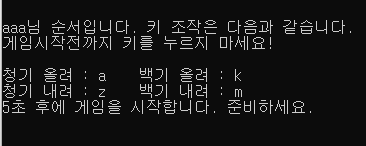 aaa님 순서입니다. 키 조작은 다음과 같습니다.
게임시작전까지 키를 누르지 마세요!
청기 올려 : a 백기 올려 : k
청기 내려 : z 백기 내려 : m
5초 후에 게임을 시작합니다. 준비하세요.